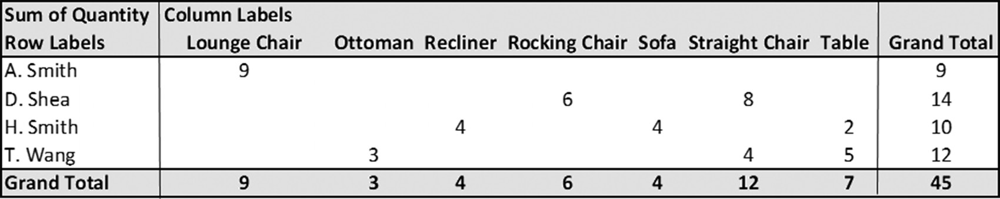 Sum of Quantity Column Labels
Row Labels Lounge Chair Ottoman Recliner Rocking Chair Sofa Straight Chair Table Grand Total
A. Smith 9 9
D. Shea 6 8 14
H. Smith 4 4 2 10
T. Wang 3 4 5 12
Grand Total 9 3 4 6 4 12 7 45